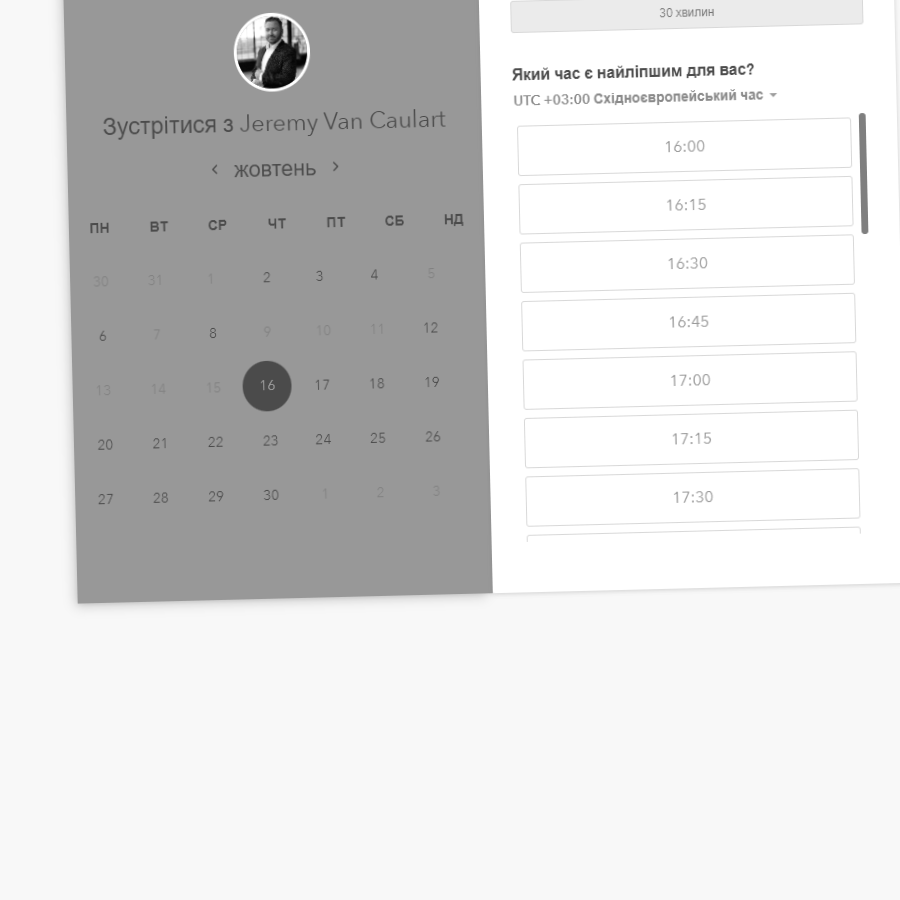 Зустрітися з Jeremy Van Caulart
жовтень
ПН ВТ СР ЧТ ПТ СБ НД
30 31 1 2 3 4 5
6 7 8 9 10 11 12
13 14 15 16 17 18 19
20 21 22 23 24 25 26
27 28 29 30 1 2 3
30 хвилин
Який час є найліпшим для вас?
UTC +03:00 Східноєвропейський час
16:00
16:15
16:30
16:45
17:00
17:15
17:30